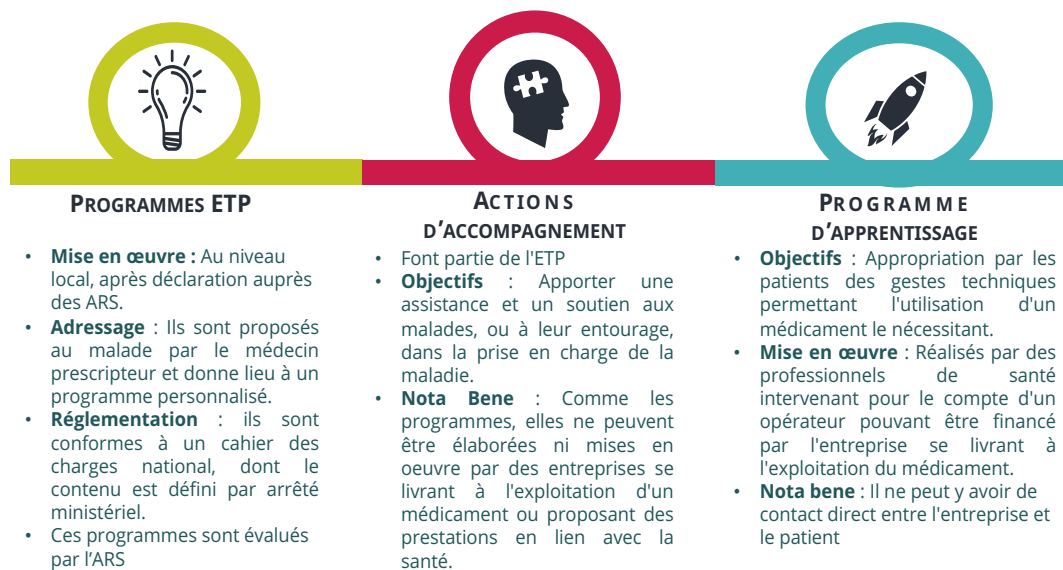 PROGRAMMES ETP
• Mise en œuvre : Au niveau
local, après déclaration auprès
des ARS.
• Adressage : Ils sont proposés
au malade par le médecin
prescripteur et donne lieu à un
programme personnalisé.
• Réglementation : ils sont
conformes à un cahier des
charges national, dont le
contenu est défini par arrêté
ministériel.
• Ces programmes sont évalués
par l'ARS
ACTIONS
D'ACCOMPAGNEMENT
• Font partie de l'ETP
• Objectifs : Apporter une
assistance et un soutien aux
malades, ou à leur entourage,
dans la prise en charge de la
maladie.
• Nota Bene : Comme les
programmes, elles ne peuvent
être élaborées ni mises en
oeuvre par des entreprises se
livrant à l'exploitation d'un
médicament ou proposant des
prestations en lien avec la
santé.
PROGRAMME
D'APPRENTISSAGE
• Objectifs : Appropriation par les
patients des gestes techniques
permettant l'utilisation d'un
médicament le nécessitant.
• Mise en œuvre : Réalisés par des
professionnels de santé
intervenant pour le compte d'un
opérateur pouvant être financé
par l'entreprise se livrant à
l'exploitation du médicament.
• Nota bene : Il ne peut y avoir de
contact direct entre l'entreprise et
le patient